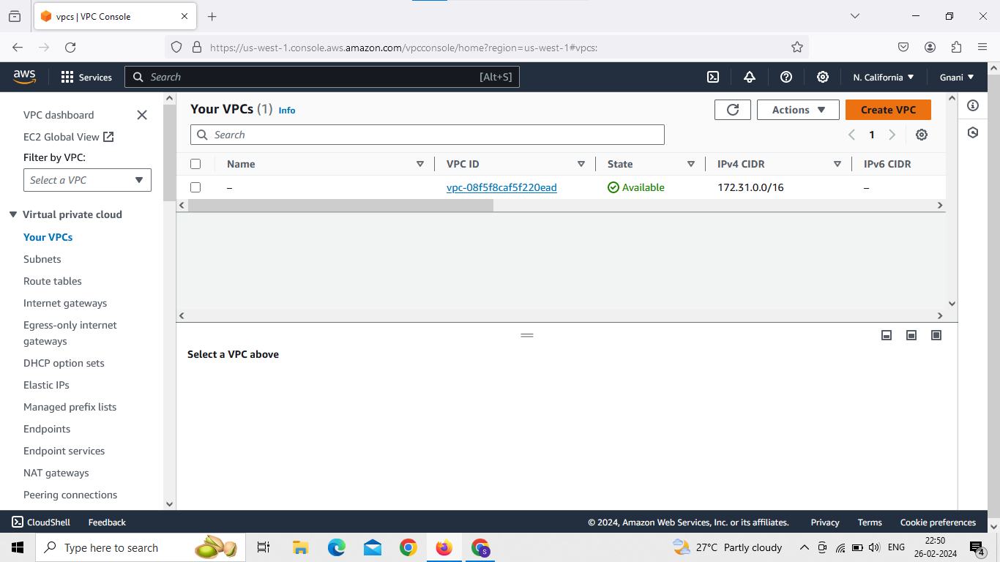 vpcs | VPC Console
https://us-west-1.console.aws.amazon.com/vpcconsole/home?region=us-west-1#vpcs:
aws Services Search [Alt+S] N. California Gnani
VPC dashboard
EC2 Global View
Filter by VPC:
Select a VPC
Virtual private cloud
Your VPCs
Subnets
Route tables
Internet gateways
Egress-only internet
gateways
DHCP option sets
Elastic IPs
Managed prefix lists
Endpoints
Endpoint services
NAT gateways
Peering connections
Your VPCs (1) Info Actions Create VPC
Search 1
Name VPC ID State IPv4 CIDR IPv6 CIDR
– vpc-08f5f8caf5f220ead Available 172.31.0.0/16 –
Select a VPC above
CloudShell Feedback © 2024, Amazon Web Services, Inc. or its affiliates. Privacy Terms Cookie preferences
Type here to search S 27°C Partly cloudy ENG 22:50
26-02-2024 4